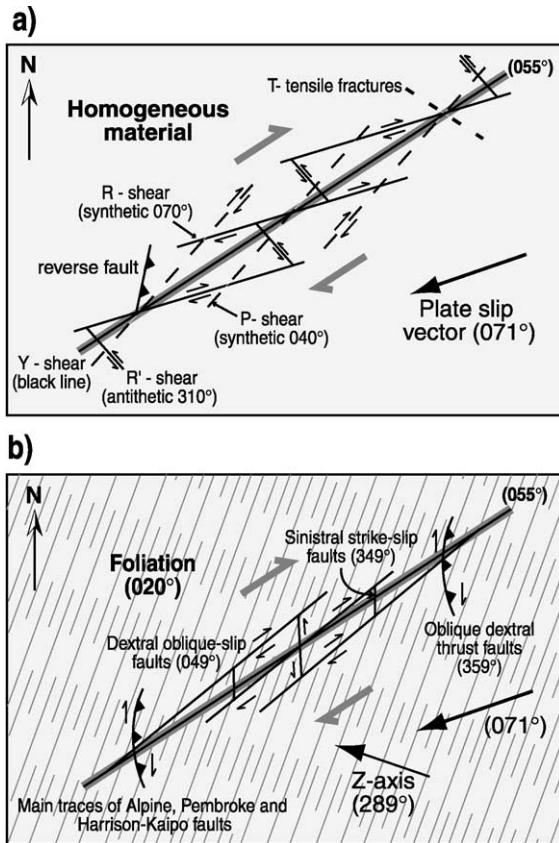 a)
N
(055°)
T- tensile fractures
Homogeneous
material
R - shear
(synthetic 070°)
reverse fault
Plate slip
vector (071°)
P- shear
(synthetic 040°)
Y - shear
(black line)
R' - shear
(antithetic 310°)
b)
N
(055°)
Sinistral strike-slip
faults (349°)
Foliation
(020°)
Dextral oblique-slip
faults (049°)
Oblique dextral
thrust faults
(359°)
(071°)
Z-axis
(289°)
Main traces of Alpine, Pembroke and
Harrison-Kaipo faults